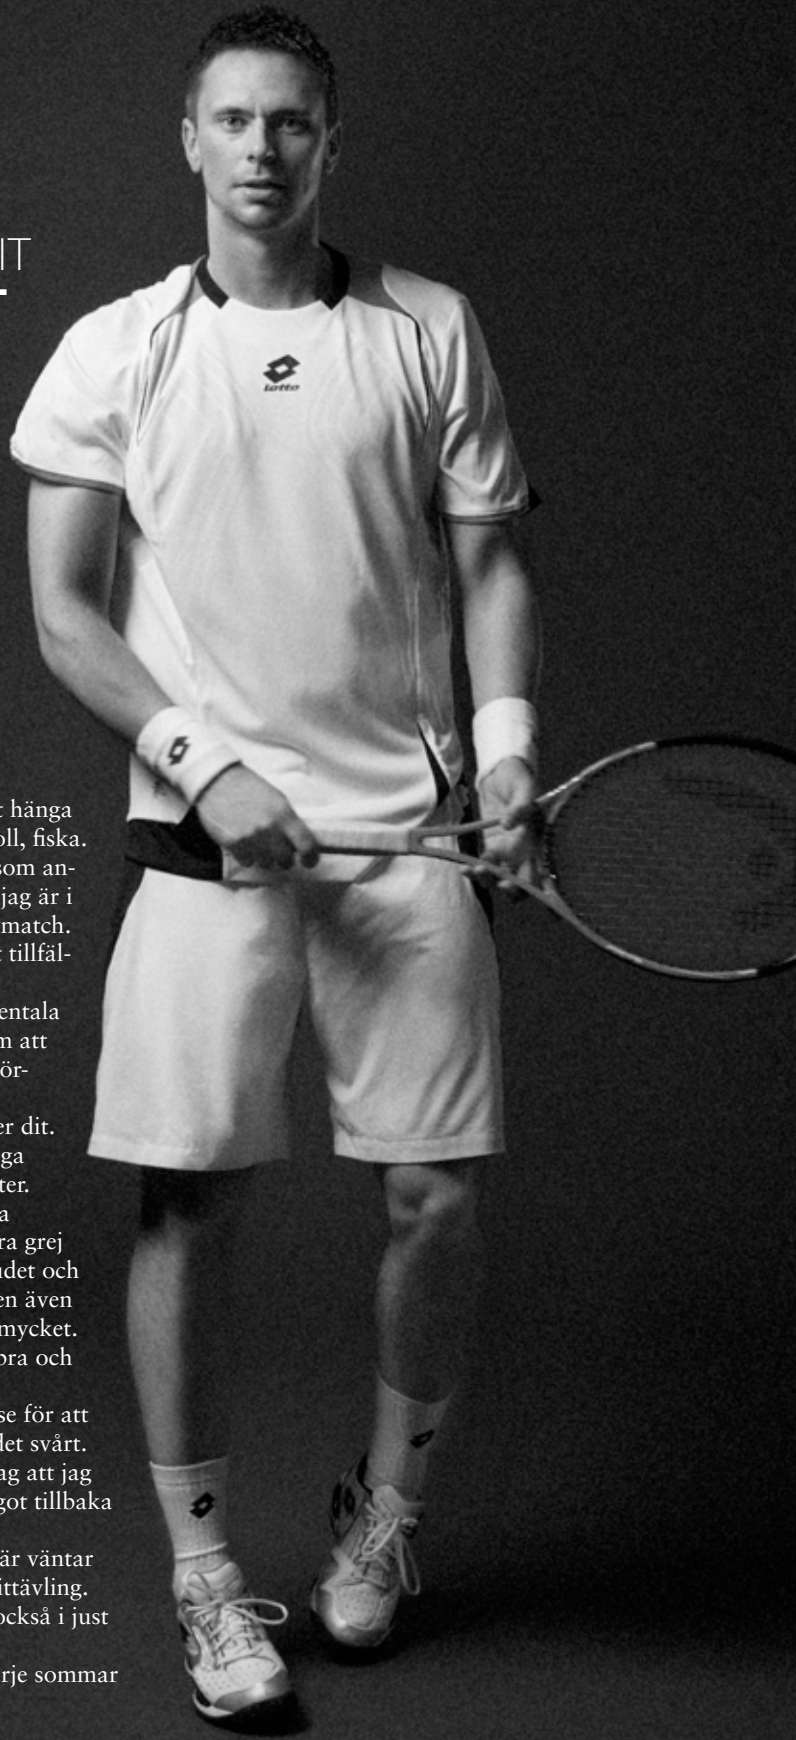 IT
lotto
t hänga
oll, fiska.
som an-
jag är i
match.
t tillfäl-
entala
m att
ör-
er dit.
ga
ter.
a
ra grej
udet och
en även
mycket.
bra och
se för att
det svårt.
ag att jag
got tillbaka
är väntar
ittävling.
också i just
rje sommar